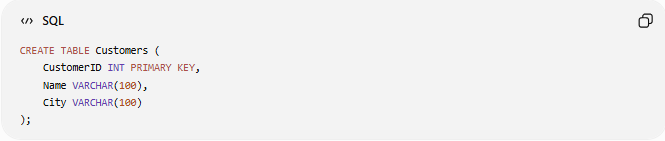 </> SQL
CREATE TABLE Customers (
    CustomerID INT PRIMARY KEY,
    Name VARCHAR(100),
    City VARCHAR(100)
);